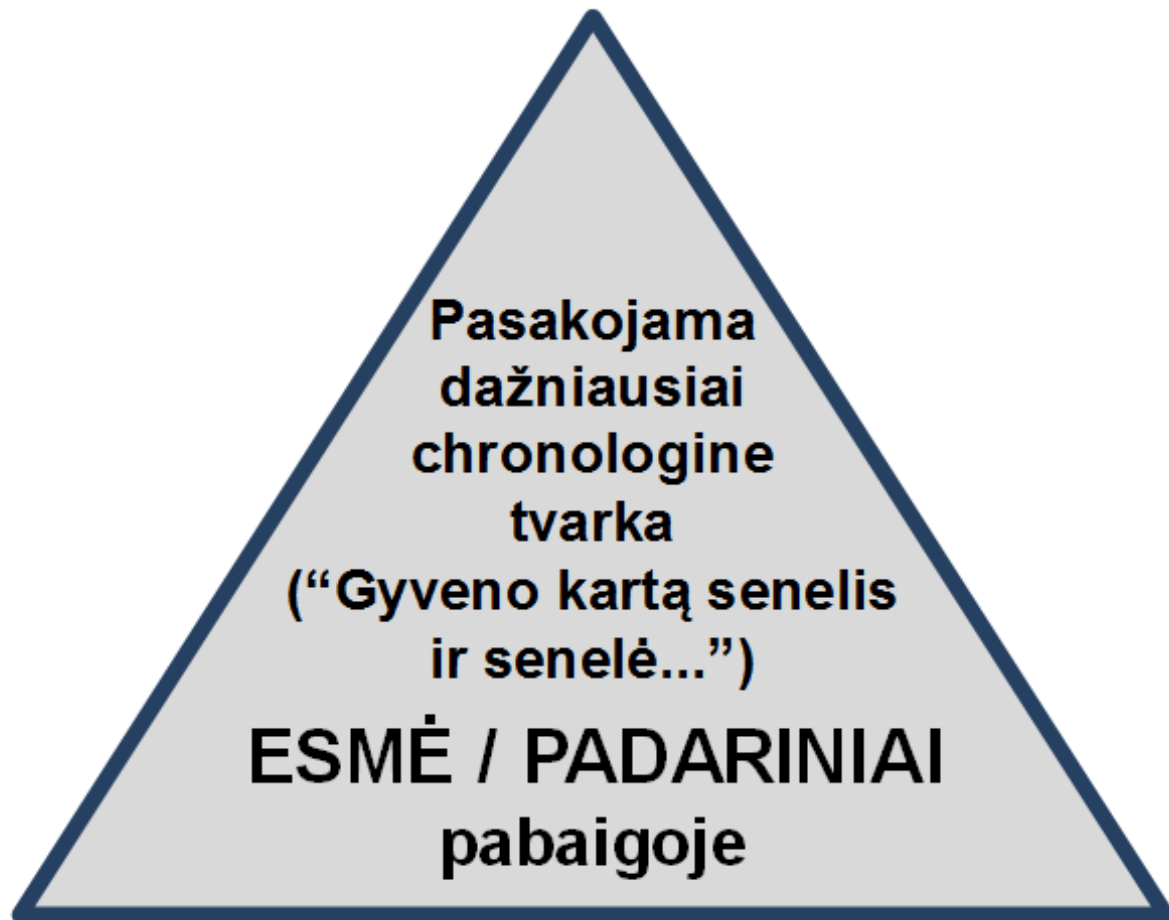 Pasakojama
dažniausiai
chronologine
tvarka
(“Gyveno kartą senelis
ir senelė...”)
ESMĖ / PADARINIAI
pabaigoje